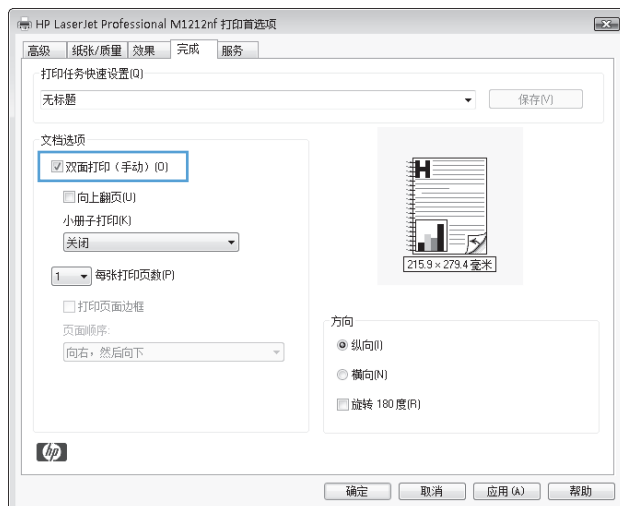 HP LaserJet Professional M1212nf 打印首选项
高级 纸张/质量 效果 完成 服务
打印任务快速设置(Q)
无标题
保存(V)
文档选项
双面打印（手动）(O)
向上翻页(U)
小册子打印(K)
关闭
1 每张打印页数(P)
打印页面边框
页面顺序:
向右，然后向下
H
215.9 × 279.4 毫米
方向
纵向(I)
横向(N)
旋转 180 度(R)
hp
确定 取消 应用(A) 帮助